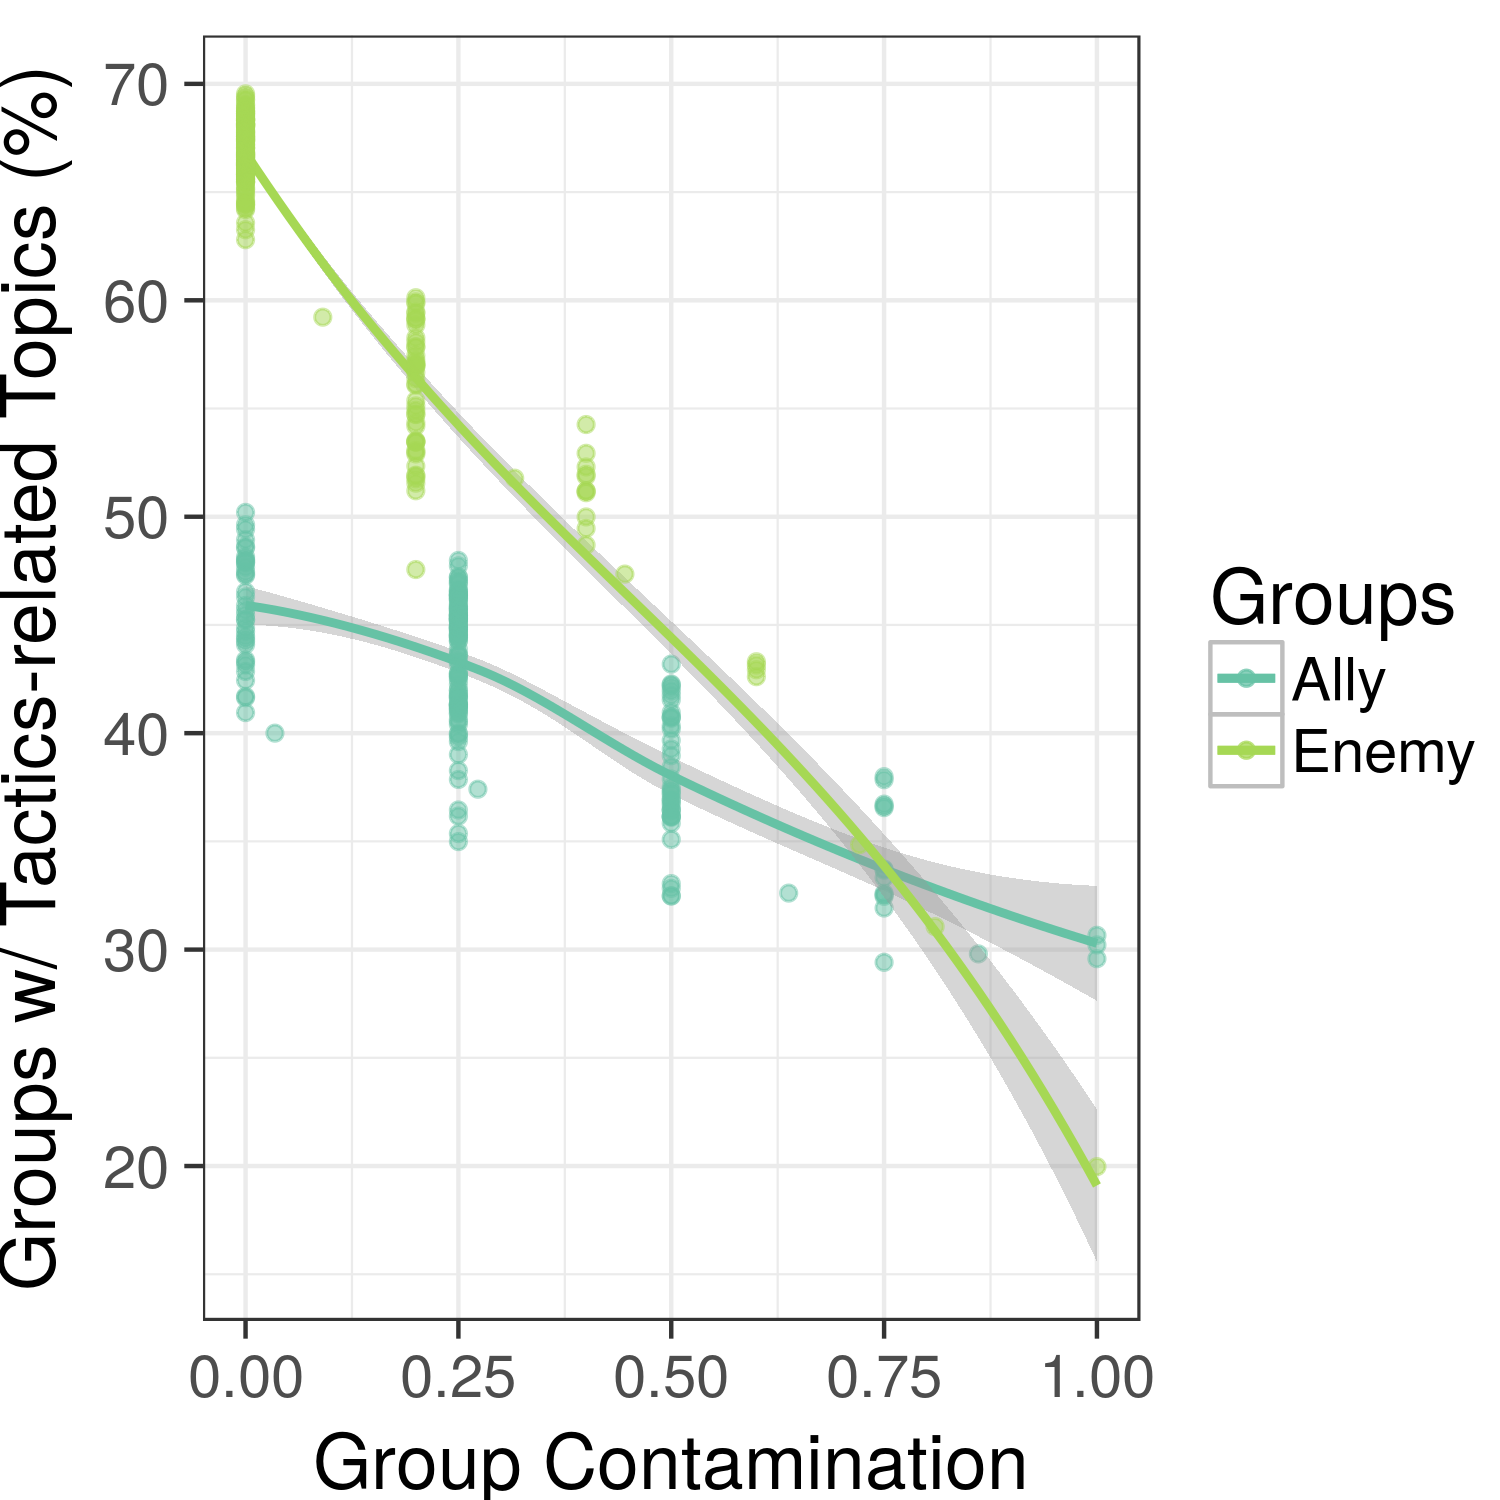 Groups w/ Tactics-related Topics (%)
70
60
50
40
30
20
0.00 0.25 0.50 0.75 1.00
Group Contamination
Groups
Ally
Enemy